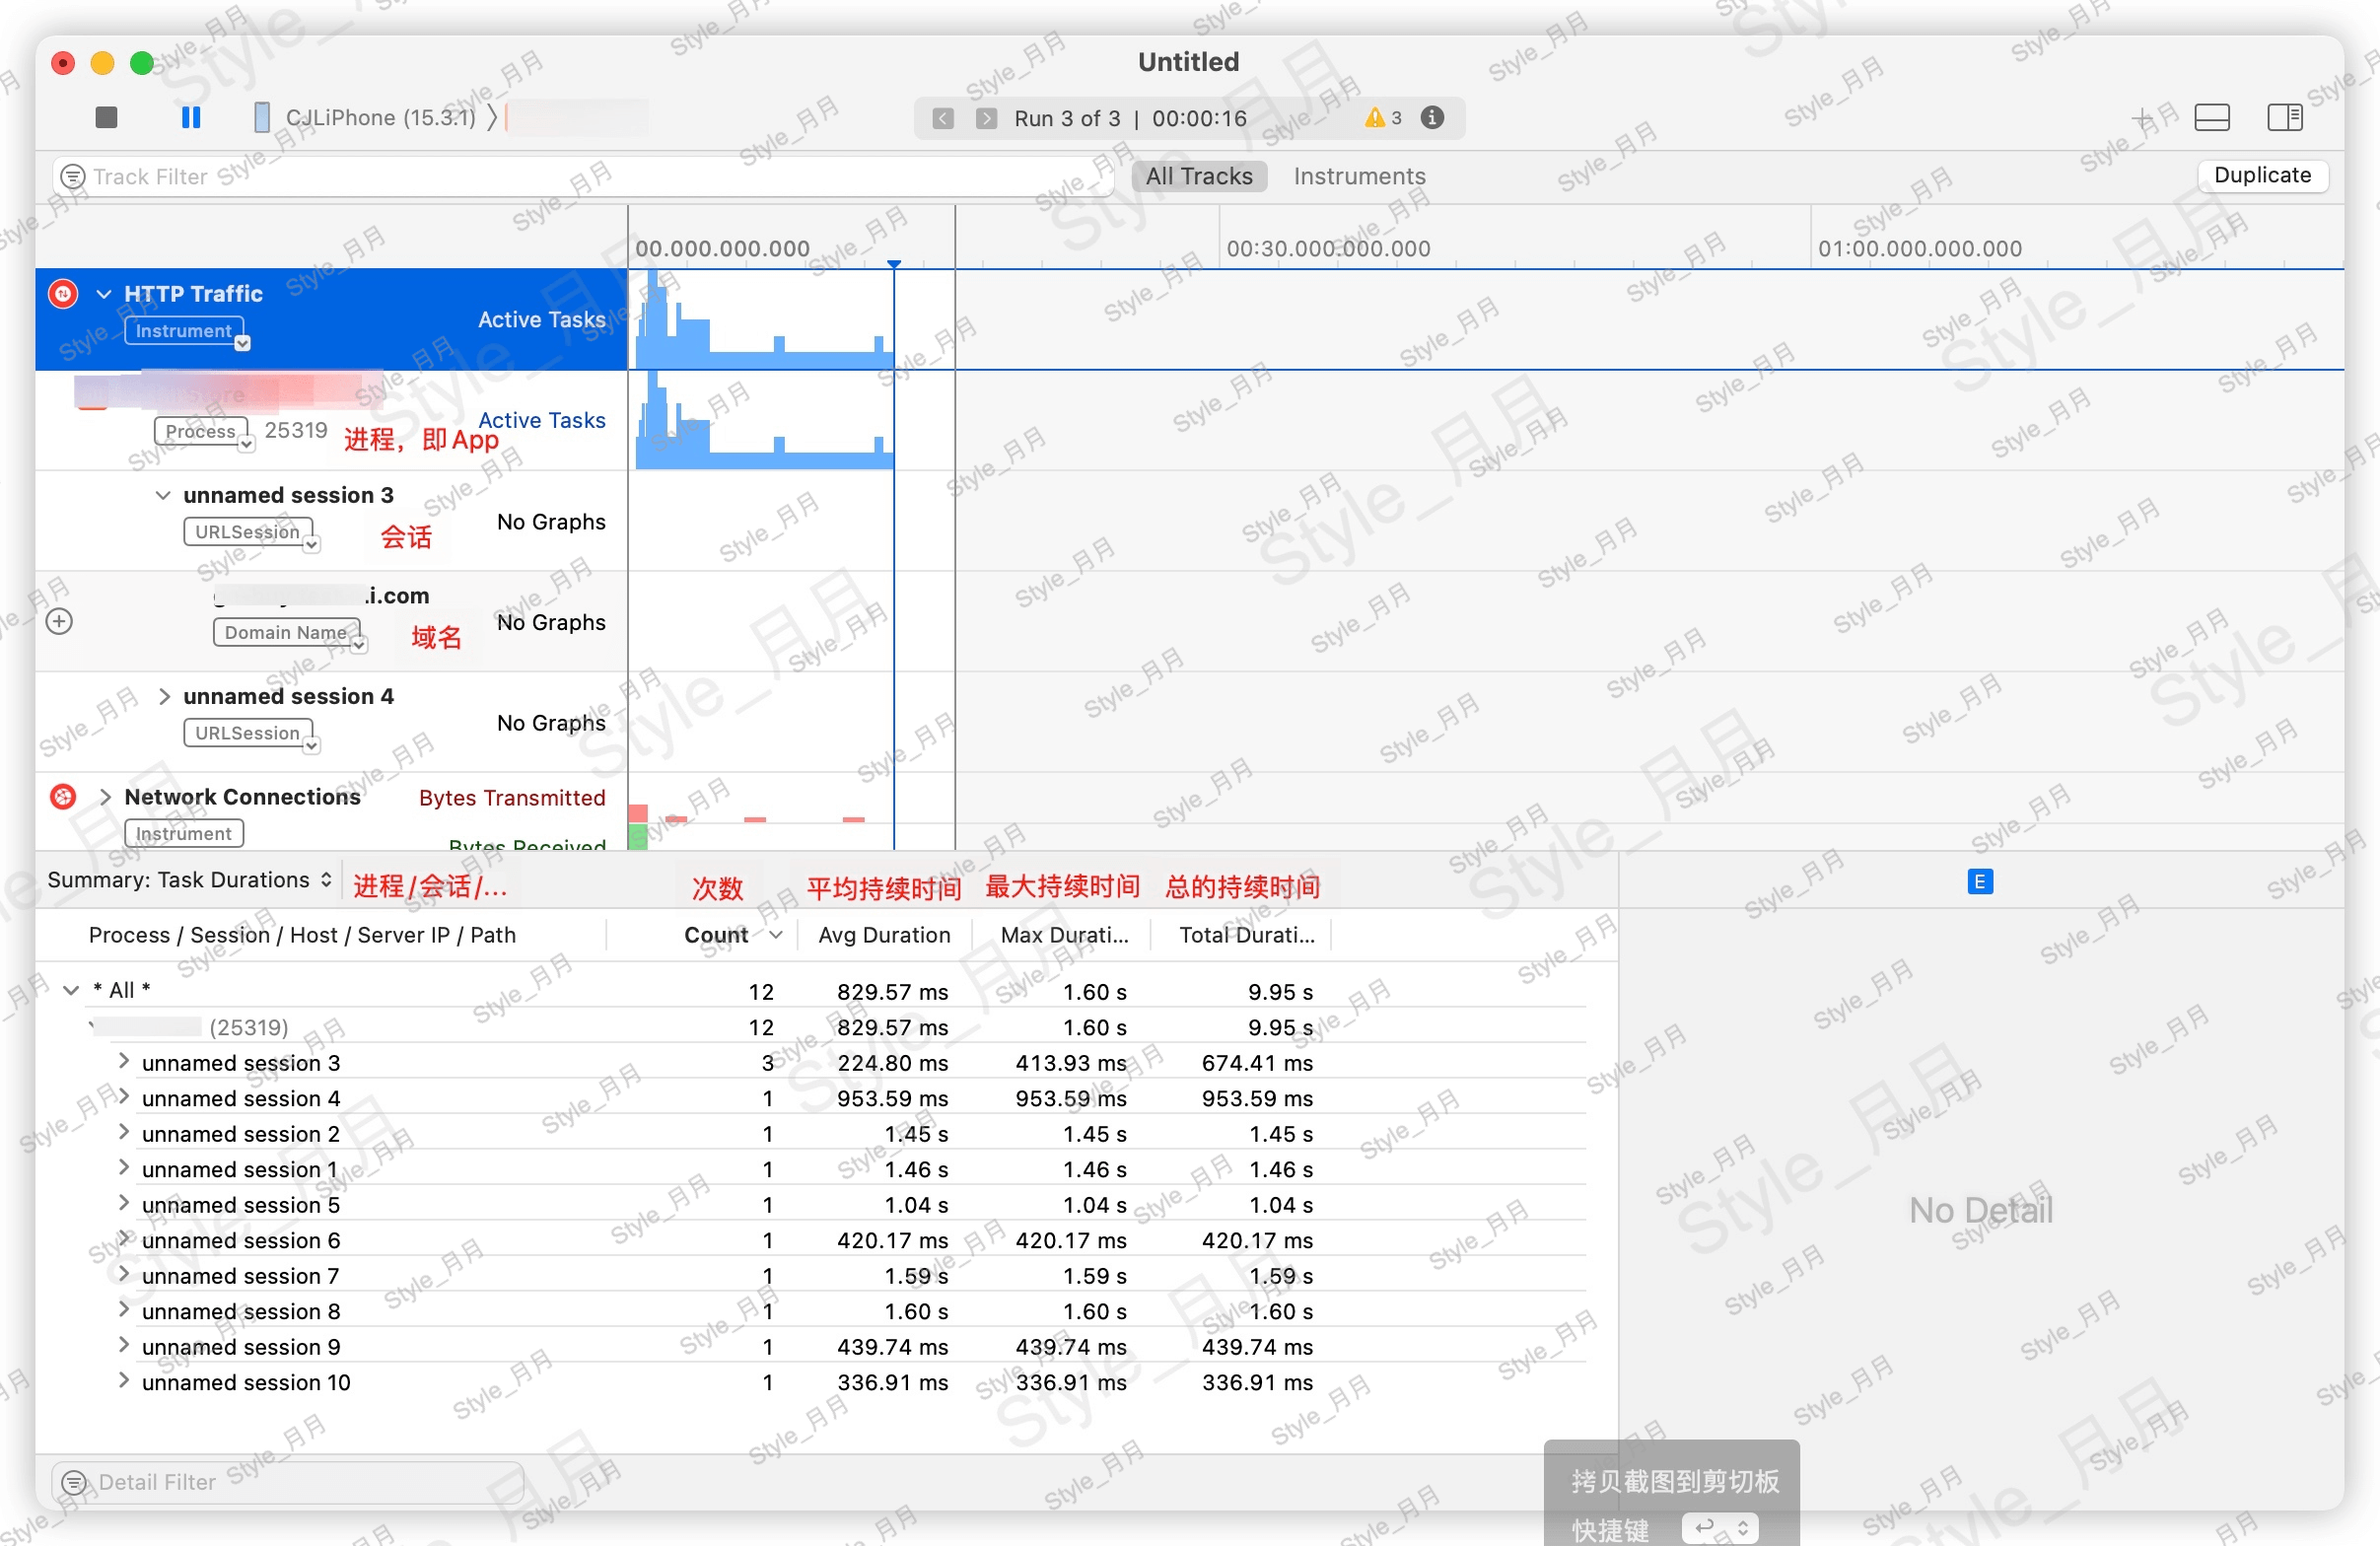 Untitled
CJLiPhone (15.3.1)
Run 3 of 3 | 00:00:16
3
Track Filter
All Tracks
Instruments
Duplicate
00.000.000.000
00:30.000.000.000
01:00.000.000.000
HTTP Traffic
Instrument
Active Tasks
Process
25319
进程，即App
Active Tasks
unnamed session 3
URLSession
会话
No Graphs
.i.com
Domain Name
域名
No Graphs
unnamed session 4
URLSession
No Graphs
Network Connections
Instrument
Bytes Transmitted
Bytes Received
Summary: Task Durations
进程/会话/...
次数
平均持续时间
最大持续时间
总的持续时间
E
Process / Session / Host / Server IP / Path
Count
Avg Duration
Max Durati...
Total Durati...
* All * 12 829.57 ms 1.60 s 9.95 s
(25319) 12 829.57 ms 1.60 s 9.95 s
unnamed session 3 3 224.80 ms 413.93 ms 674.41 ms
unnamed session 4 1 953.59 ms 953.59 ms 953.59 ms
unnamed session 2 1 1.45 s 1.45 s 1.45 s
unnamed session 1 1 1.46 s 1.46 s 1.46 s
unnamed session 5 1 1.04 s 1.04 s 1.04 s
unnamed session 6 1 420.17 ms 420.17 ms 420.17 ms
unnamed session 7 1 1.59 s 1.59 s 1.59 s
unnamed session 8 1 1.60 s 1.60 s 1.60 s
unnamed session 9 1 439.74 ms 439.74 ms 439.74 ms
unnamed session 10 1 336.91 ms 336.91 ms 336.91 ms
No Detail
Detail Filter
拷贝截图到剪切板
快捷键
Style_月月